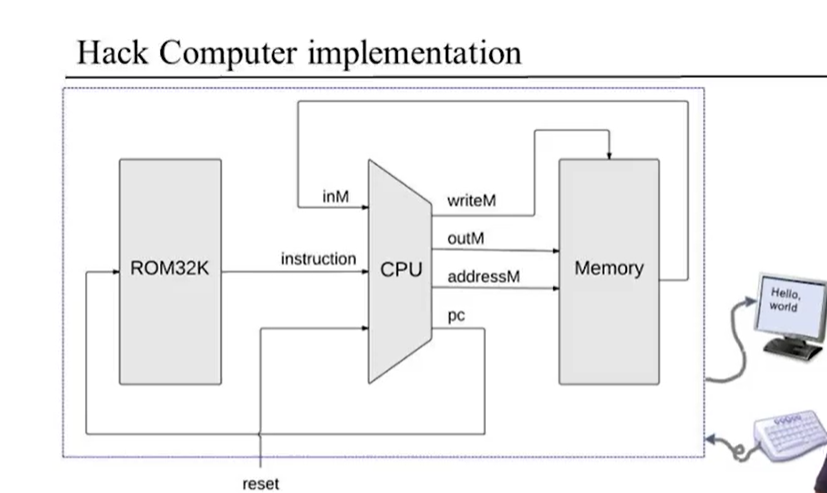 Hack Computer implementation
inM
writeM
outM
instruction
ROM32K
CPU
addressM
Memory
pc
Hello,
world
reset